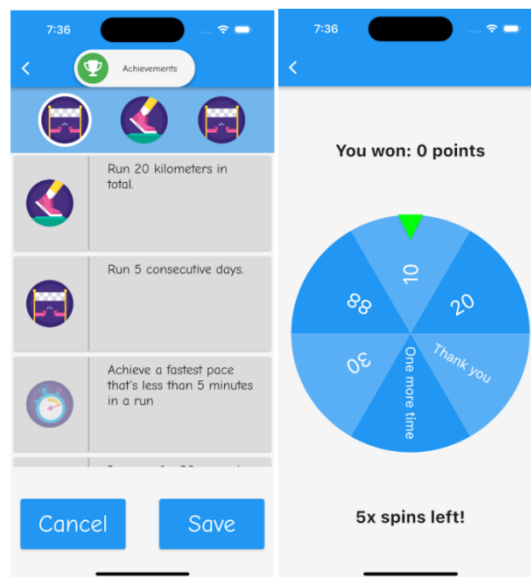 7:36
Achievements
Run 20 kilometers in
total.
Run 5 consecutive days.
Achieve a fastest pace
that's less than 5 minutes
in a run
Cancel
Save
7:36
You won: 0 points
10
20
Thank you
One more time
30
88
5x spins left!